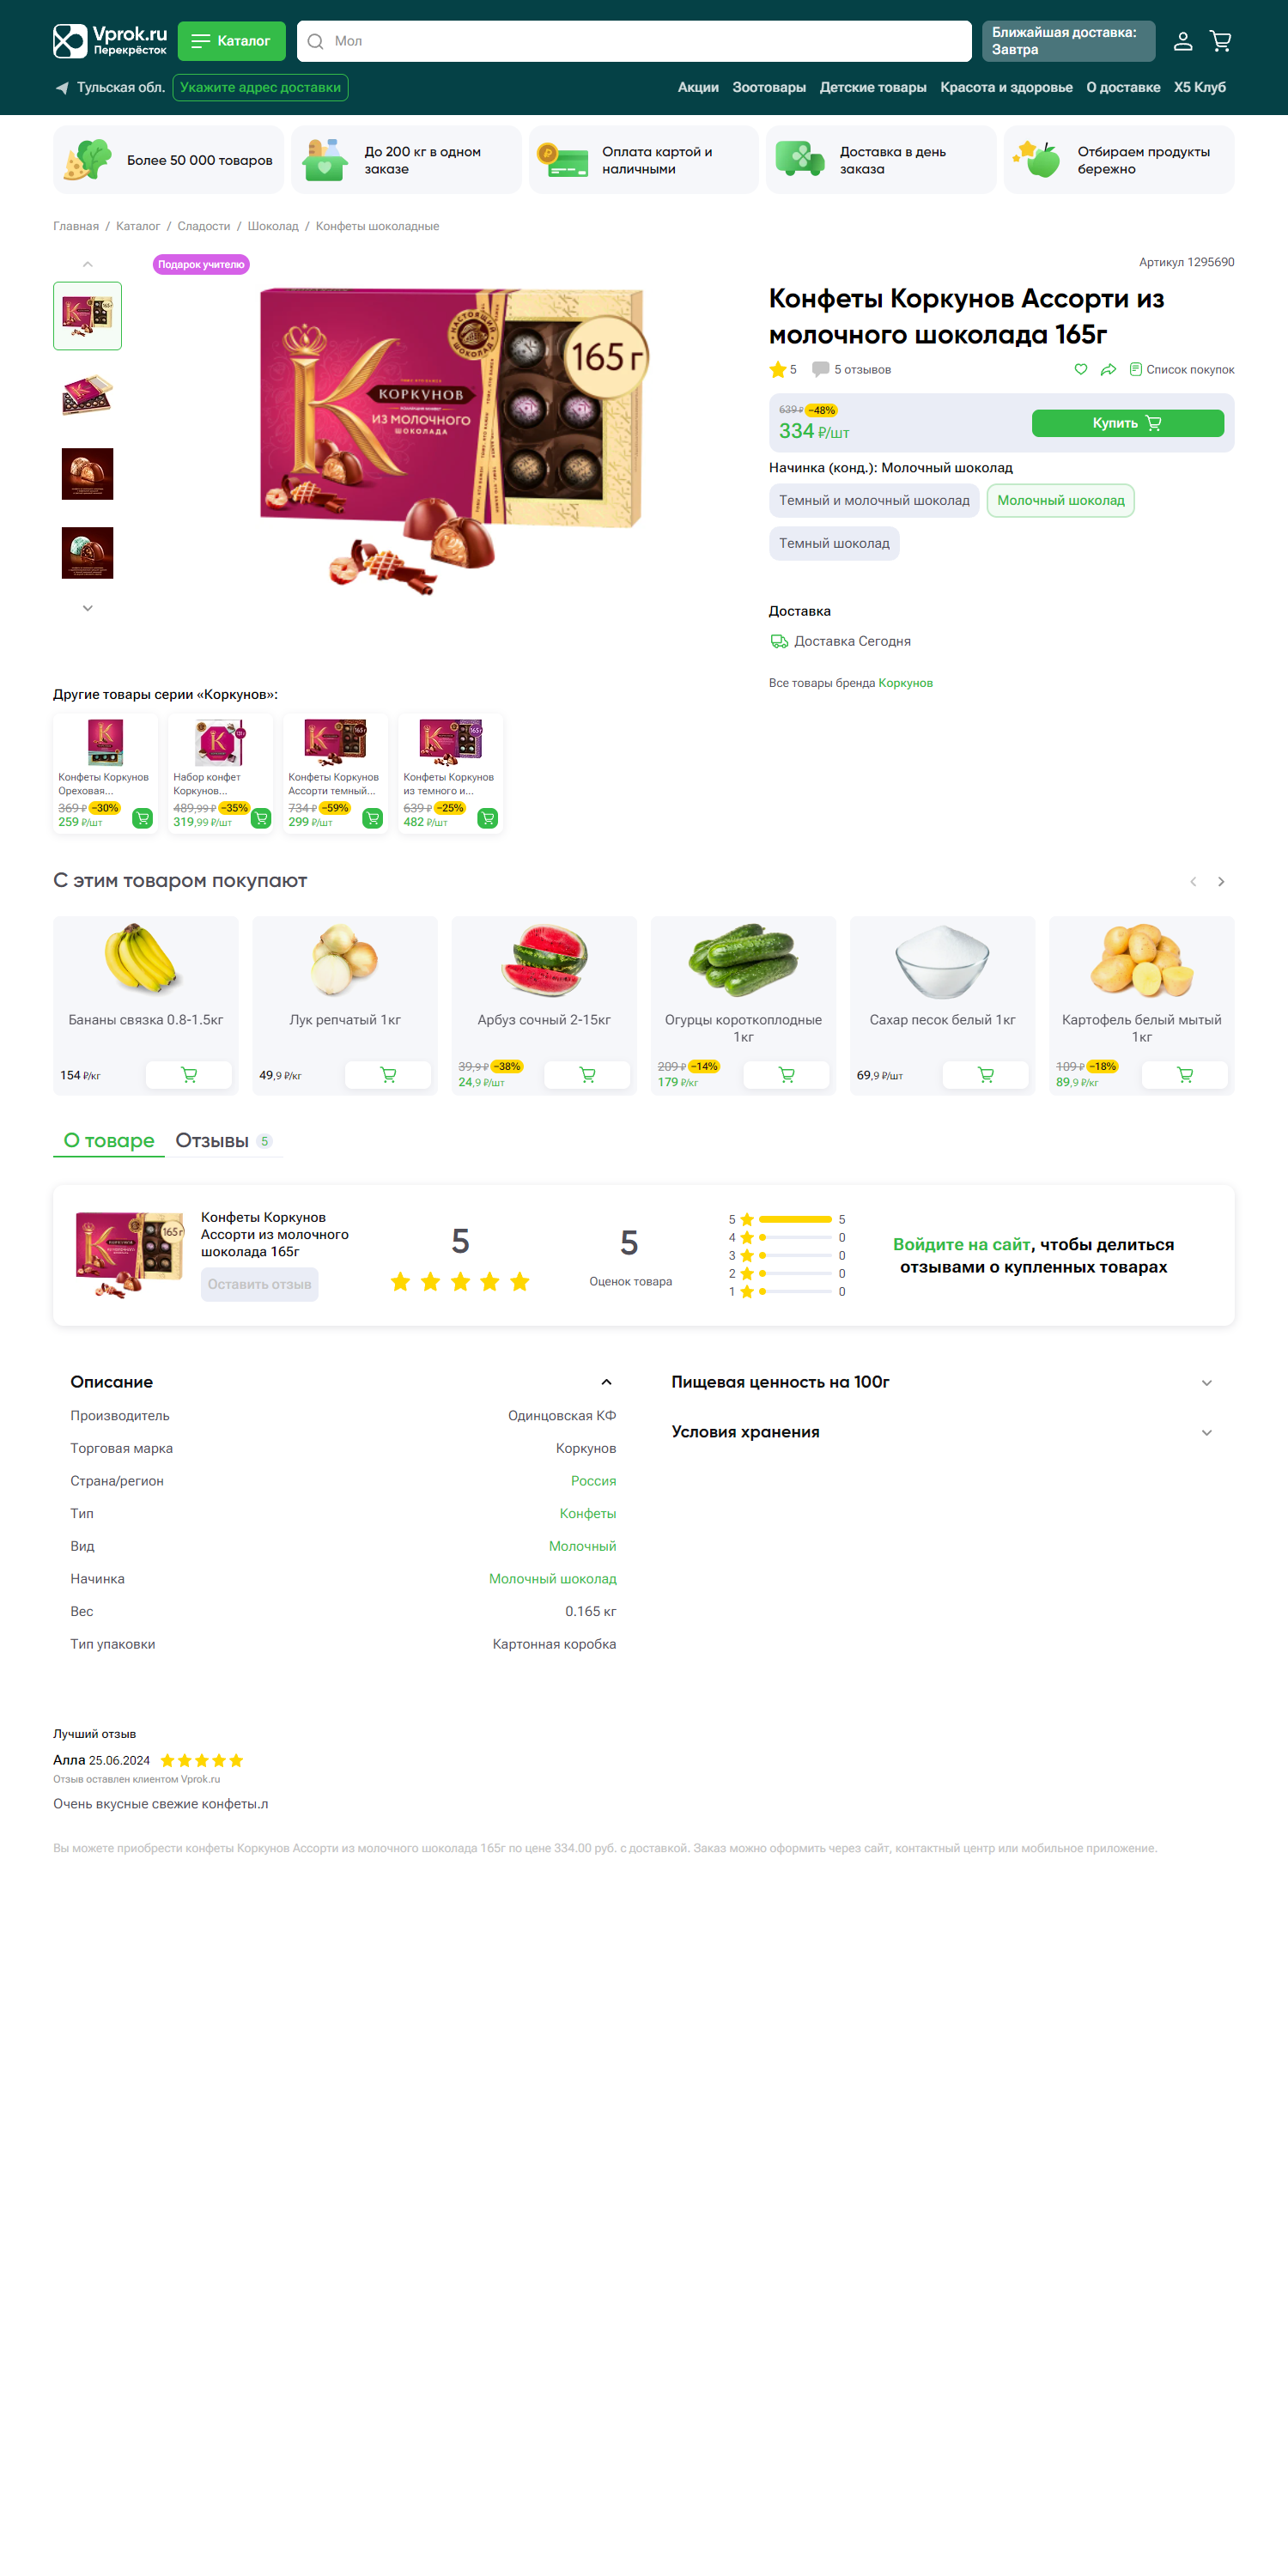 Vprok.ru
Перекрёсток
Каталог
Мол
Ближайшая доставка:
Завтра
Тульская обл.
Укажите адрес доставки
Акции
Зоотовары
Детские товары
Красота и здоровье
О доставке
Х5 Клуб
Более 50 000 товаров
До 200 кг в одном
заказе
Оплата картой и
наличными
Доставка в день
заказа
Отбираем продукты
бережно
Главная / Каталог / Сладости / Шоколад / Конфеты шоколадные
Подарок учителю
НАСТОЯЩИЙ
ШОКОЛАД
165 г
КОРКУНОВ
ИЗ МОЛОЧНОГО
ШОКОЛАДА
Артикул 1295690
Конфеты Коркунов Ассорти из
молочного шоколада 165г
5
5 отзывов
Список покупок
639 ₽ −48%
334 ₽/шт
Купить
Начинка (конд.): Молочный шоколад
Темный и молочный шоколад
Молочный шоколад
Темный шоколад
Доставка
Доставка Сегодня
Все товары бренда Коркунов
Другие товары серии «Коркунов»:
Конфеты Коркунов
Ореховая...
369 ₽ −30%
259 ₽/шт
Набор конфет
Коркунов...
489,99 ₽ −35%
319,99 ₽/шт
Конфеты Коркунов
Ассорти темный...
734 ₽ −59%
299 ₽/шт
Конфеты Коркунов
из темного и...
639 ₽ −25%
482 ₽/шт
С этим товаром покупают
Бананы связка 0.8-1.5кг
154 ₽/кг
Лук репчатый 1кг
49,9 ₽/кг
Арбуз сочный 2-15кг
39,9 ₽ −38%
24,9 ₽/шт
Огурцы короткоплодные
1кг
209 ₽ −14%
179 ₽/кг
Сахар песок белый 1кг
69,9 ₽/шт
Картофель белый мытый
1кг
109 ₽ −18%
89,9 ₽/кг
О товаре
Отзывы 5
165г
Конфеты Коркунов
Ассорти из молочного
шоколада 165г
Оставить отзыв
5
5
Оценок товара
5 5
4 0
3 0
2 0
1 0
Войдите на сайт, чтобы делиться
отзывами о купленных товарах
Описание
Производитель Одинцовская КФ
Торговая марка Коркунов
Страна/регион Россия
Тип Конфеты
Вид Молочный
Начинка Молочный шоколад
Вес 0.165 кг
Тип упаковки Картонная коробка
Пищевая ценность на 100г
Условия хранения
Лучший отзыв
Алла 25.06.2024
Отзыв оставлен клиентом Vprok.ru
Очень вкусные свежие конфеты.л
Вы можете приобрести конфеты Коркунов Ассорти из молочного шоколада 165г по цене 334.00 руб. с доставкой. Заказ можно оформить через сайт, контактный центр или мобильное приложение.